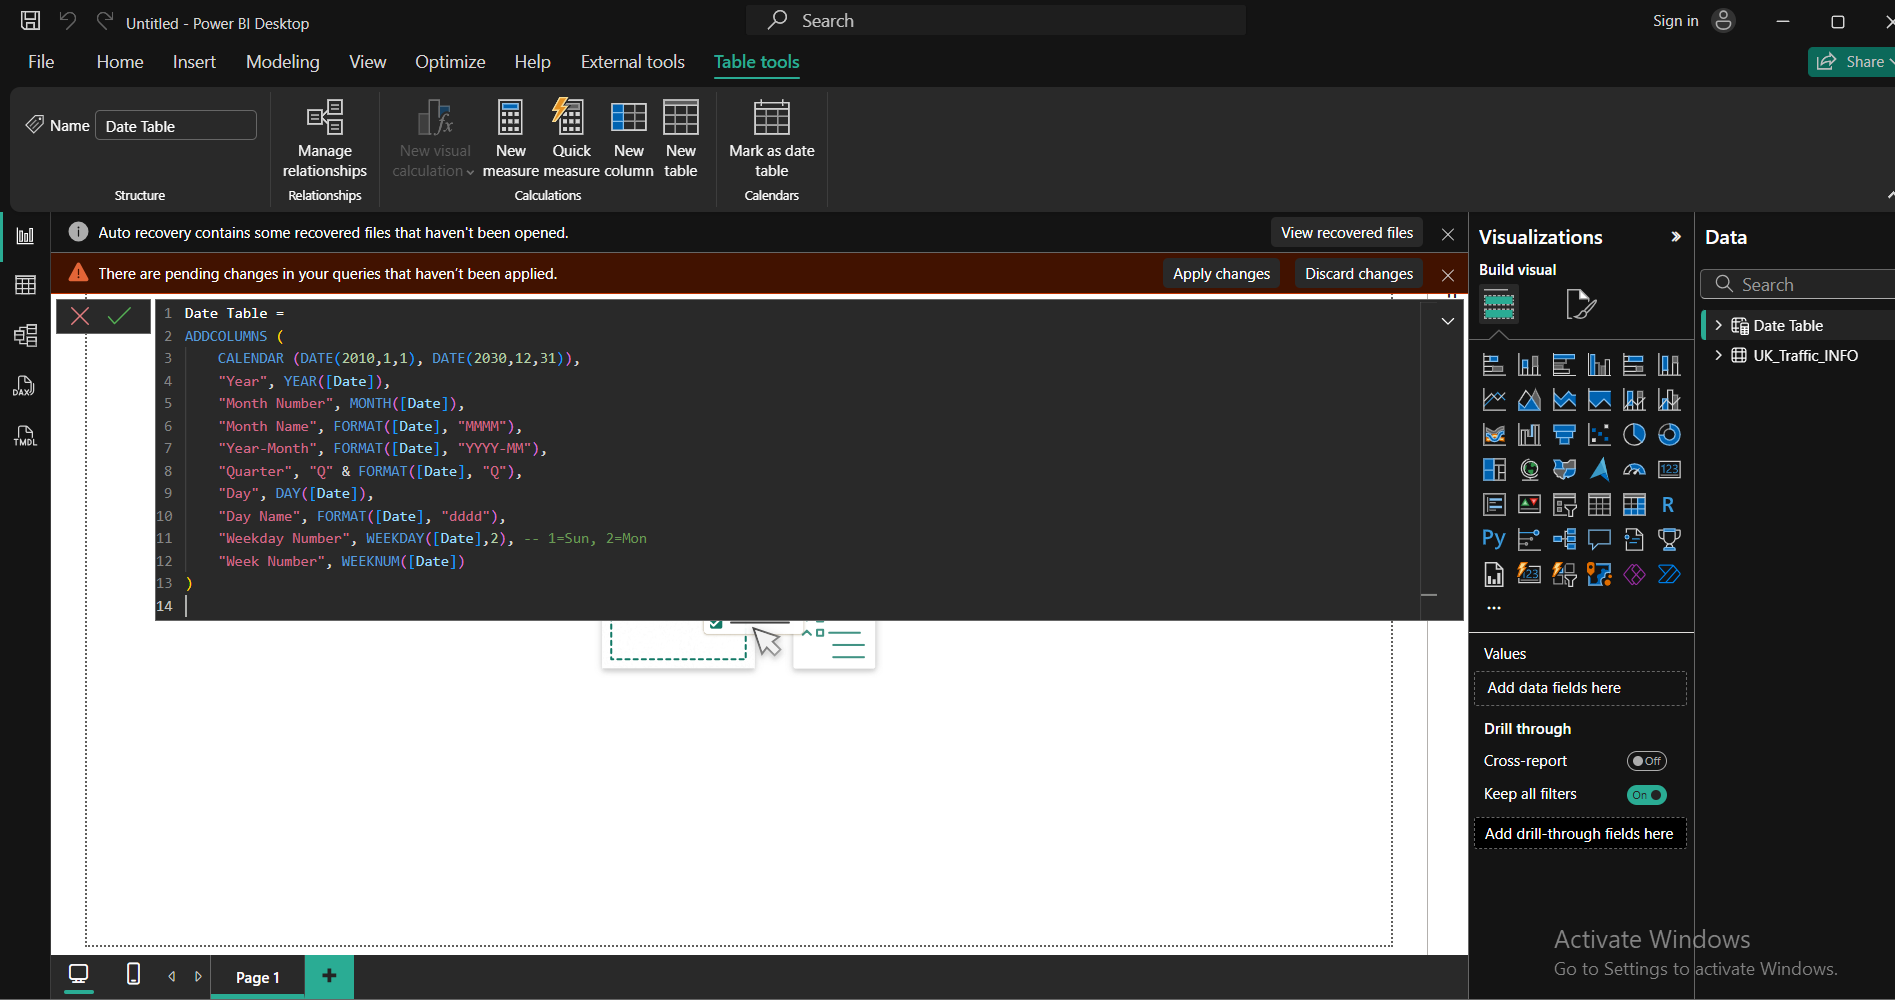 Untitled - Power BI Desktop
Search
Sign in
File
Home
Insert
Modeling
View
Optimize
Help
External tools
Table tools
Share
Name
Date Table
Structure
Manage relationships
Relationships
New visual calculation
New measure
Quick measure
New column
New table
Calculations
Mark as date table
Calendars
Auto recovery contains some recovered files that haven't been opened.
View recovered files
There are pending changes in your queries that haven't been applied.
Apply changes
Discard changes
DAX
TMDL
1 Date Table =
2 ADDCOLUMNS (
3 CALENDAR (DATE(2010,1,1), DATE(2030,12,31)),
4 "Year", YEAR([Date]),
5 "Month Number", MONTH([Date]),
6 "Month Name", FORMAT([Date], "MMMM"),
7 "Year-Month", FORMAT([Date], "YYYY-MM"),
8 "Quarter", "Q" & FORMAT([Date], "Q"),
9 "Day", DAY([Date]),
10 "Day Name", FORMAT([Date], "dddd"),
11 "Weekday Number", WEEKDAY([Date],2), -- 1=Sun, 2=Mon
12 "Week Number", WEEKNUM([Date])
13 )
14
Visualizations
Build visual
123
R
Py
123
...
Values
Add data fields here
Drill through
Cross-report
Off
Keep all filters
On
Add drill-through fields here
Data
Search
Date Table
UK_Traffic_INFO
Activate Windows
Go to Settings to activate Windows.
Page 1